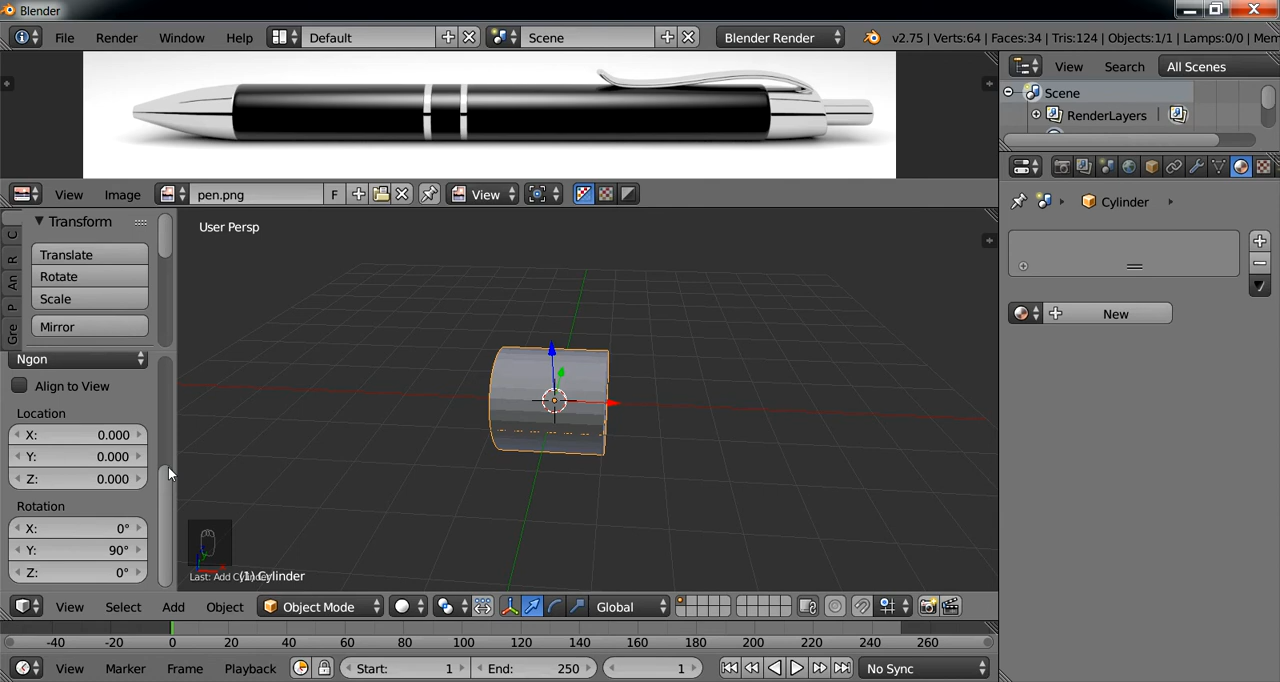 Blender
File Render Window Help Default Scene Blender Render v2.75 | Verts:64 | Faces:34 | Tris:124 | Objects:1/1 | Lamps:0/0 | Mem
View Search All Scenes
Scene
RenderLayers
View Image pen.png F View
Cylinder
Transform
Translate
Rotate
Scale
Mirror
C
R
An
P
Gre
User Persp
New
Ngon
Align to View
Location
X: 0.000
Y: 0.000
Z: 0.000
Rotation
X: 0°
Y: 90°
Z: 0°
(1) Cylinder
View Select Add Object Object Mode Global
-40 -20 0 20 40 60 80 100 120 140 160 180 200 220 240 260
View Marker Frame Playback Start: 1 End: 250 1 No Sync